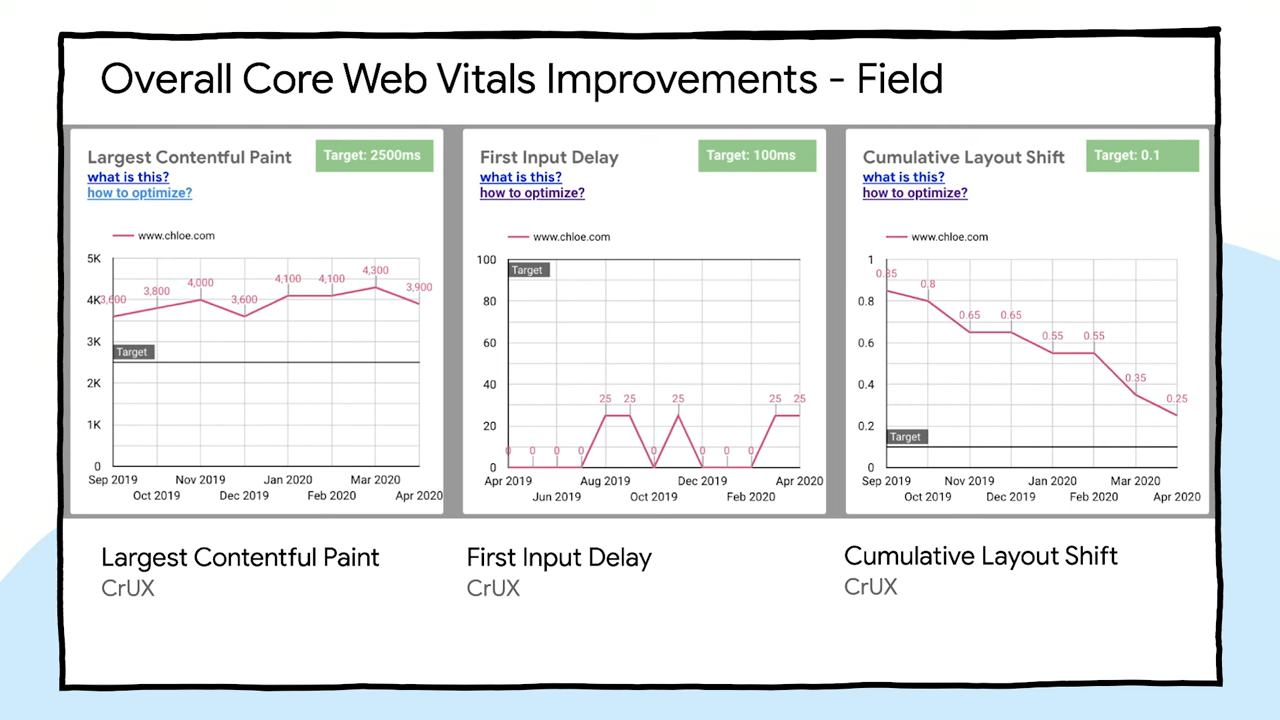 Overall Core Web Vitals Improvements - Field
Largest Contentful Paint
Target: 2500ms
what is this?
how to optimize?
www.chloe.com
5K
4K
3K
2K
1K
0
3,600
3,800
4,000
3,600
4,100
4,100
4,300
3,900
Target
Sep 2019
Oct 2019
Nov 2019
Dec 2019
Jan 2020
Feb 2020
Mar 2020
Apr 2020
First Input Delay
Target: 100ms
what is this?
how to optimize?
www.chloe.com
100
80
60
40
20
0
Target
0
0
0
0
25
25
0
25
0
0
0
25
25
Apr 2019
Jun 2019
Aug 2019
Oct 2019
Dec 2019
Feb 2020
Apr 2020
Cumulative Layout Shift
Target: 0.1
what is this?
how to optimize?
www.chloe.com
1
0.8
0.6
0.4
0.2
0
0.85
0.8
0.65
0.65
0.55
0.55
0.35
0.25
Target
Sep 2019
Oct 2019
Nov 2019
Dec 2019
Jan 2020
Feb 2020
Mar 2020
Apr 2020
Largest Contentful Paint
CrUX
First Input Delay
CrUX
Cumulative Layout Shift
CrUX